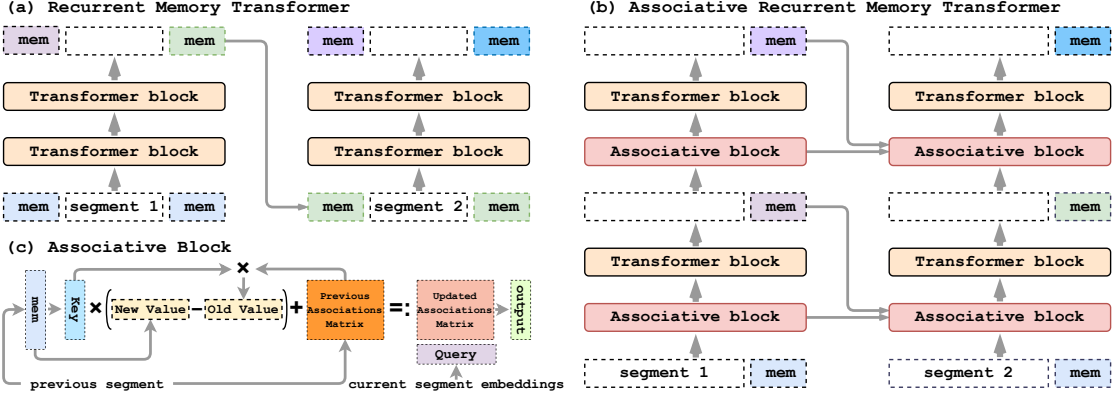 (a) Recurrent Memory Transformer
mem mem mem mem
Transformer block Transformer block
Transformer block Transformer block
mem segment 1 mem mem segment 2 mem
(c) Associative Block
mem
Key
×
× ( New Value − Old Value ) +
Previous
Associations
Matrix
=:
Updated
Associations
Matrix
output
Query
previous segment
current segment embeddings
(b) Associative Recurrent Memory Transformer
mem mem
Transformer block Transformer block
Associative block Associative block
mem mem
Transformer block Transformer block
Associative block Associative block
segment 1 mem segment 2 mem